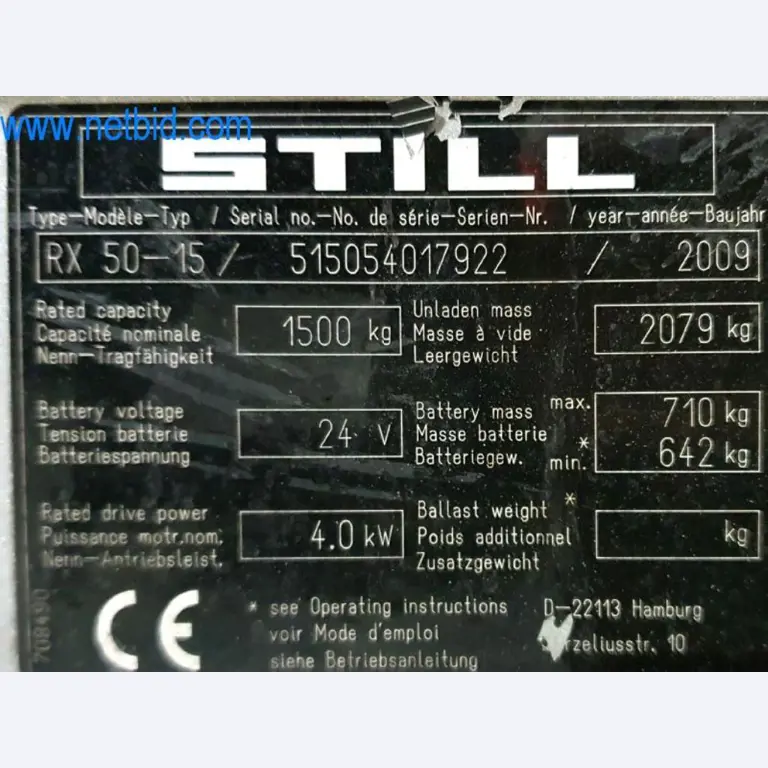 www.netbid.com
STILL
Type-Modèle-Typ / Serial no.-No. de série-Serien-Nr. / year-année-Baujahr
RX 50-15 / 515054017922 / 2009
Rated capacity
Capacité nominale
Nenn-Tragfähigkeit
1500 kg
Unladen mass
Masse à vide
Leergewicht
2079 kg
Battery voltage
Tension batterie
Batteriespannung
24 V
Battery mass
Masse batterie *
Batteriegew.
max. 710 kg
min. 642 kg
Rated drive power
Puissance motr.nom.
Nenn-Antriebsleist.
4.0 kW
Ballast weight *
Poids additionnel
Zusatzgewicht
kg
708490
CE
* see Operating instructions
voir Mode d'emploi
siehe Betriebsanleitung
D-22113 Hamburg
10